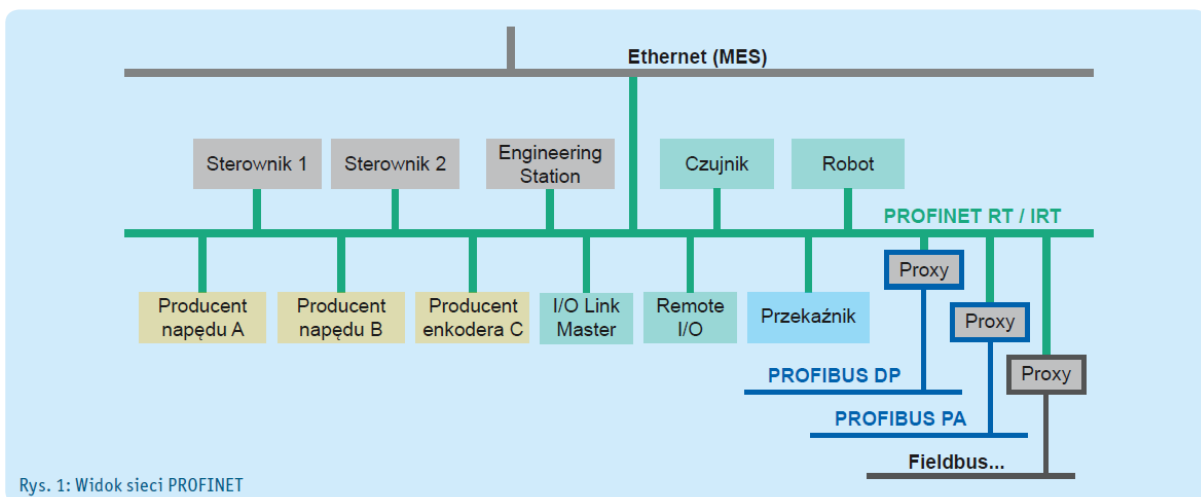 Ethernet (MES)
Sterownik 1
Sterownik 2
Engineering
Station
Czujnik
Robot
PROFINET RT / IRT
Producent
napędu A
Producent
napędu B
Producent
enkodera C
I/O Link
Master
Remote
I/O
Przekaźnik
Proxy
Proxy
Proxy
PROFIBUS DP
PROFIBUS PA
Fieldbus...
Rys. 1: Widok sieci PROFINET